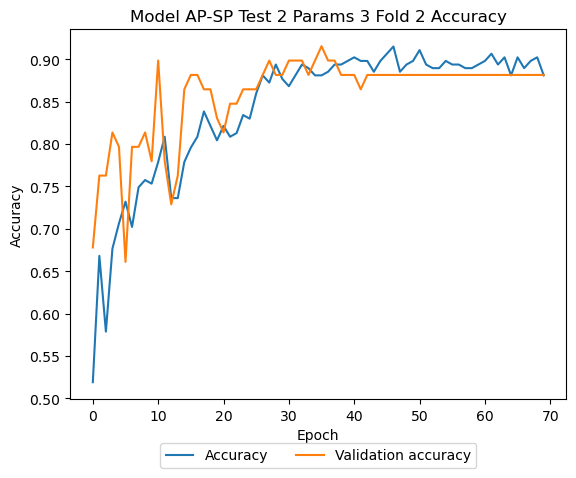 Model AP-SP Test 2 Params 3 Fold 2 Accuracy
0.90
0.85
0.80
0.75
0.70
0.65
0.60
0.55
0.50
Accuracy
0 10 20 30 40 50 60 70
Epoch
Accuracy Validation accuracy